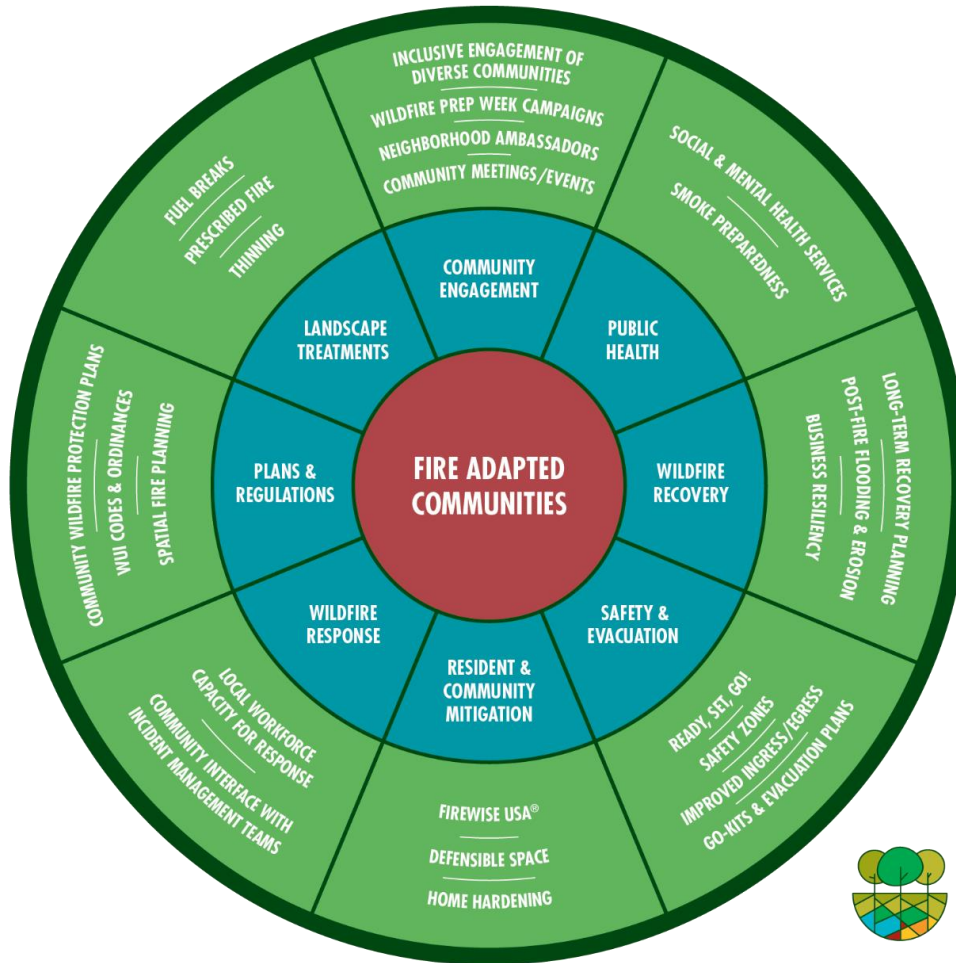 FIRE ADAPTED
COMMUNITIES
COMMUNITY
ENGAGEMENT
INCLUSIVE ENGAGEMENT OF
DIVERSE COMMUNITIES
WILDFIRE PREP WEEK CAMPAIGNS
NEIGHBORHOOD AMBASSADORS
COMMUNITY MEETINGS/EVENTS
PUBLIC
HEALTH
SOCIAL & MENTAL HEALTH SERVICES
SMOKE PREPAREDNESS
WILDFIRE
RECOVERY
LONG-TERM RECOVERY PLANNING
POST-FIRE FLOODING & EROSION
BUSINESS RESILIENCY
SAFETY &
EVACUATION
READY, SET, GO!
SAFETY ZONES
IMPROVED INGRESS/EGRESS
GO-KITS & EVACUATION PLANS
RESIDENT &
COMMUNITY
MITIGATION
FIREWISE USA®
DEFENSIBLE SPACE
HOME HARDENING
WILDFIRE
RESPONSE
LOCAL WORKFORCE
CAPACITY FOR RESPONSE
COMMUNITY INTERFACE WITH
INCIDENT MANAGEMENT TEAMS
PLANS &
REGULATIONS
COMMUNITY WILDFIRE PROTECTION PLANS
WUI CODES & ORDINANCES
SPATIAL FIRE PLANNING
LANDSCAPE
TREATMENTS
FUEL BREAKS
PRESCRIBED FIRE
THINNING